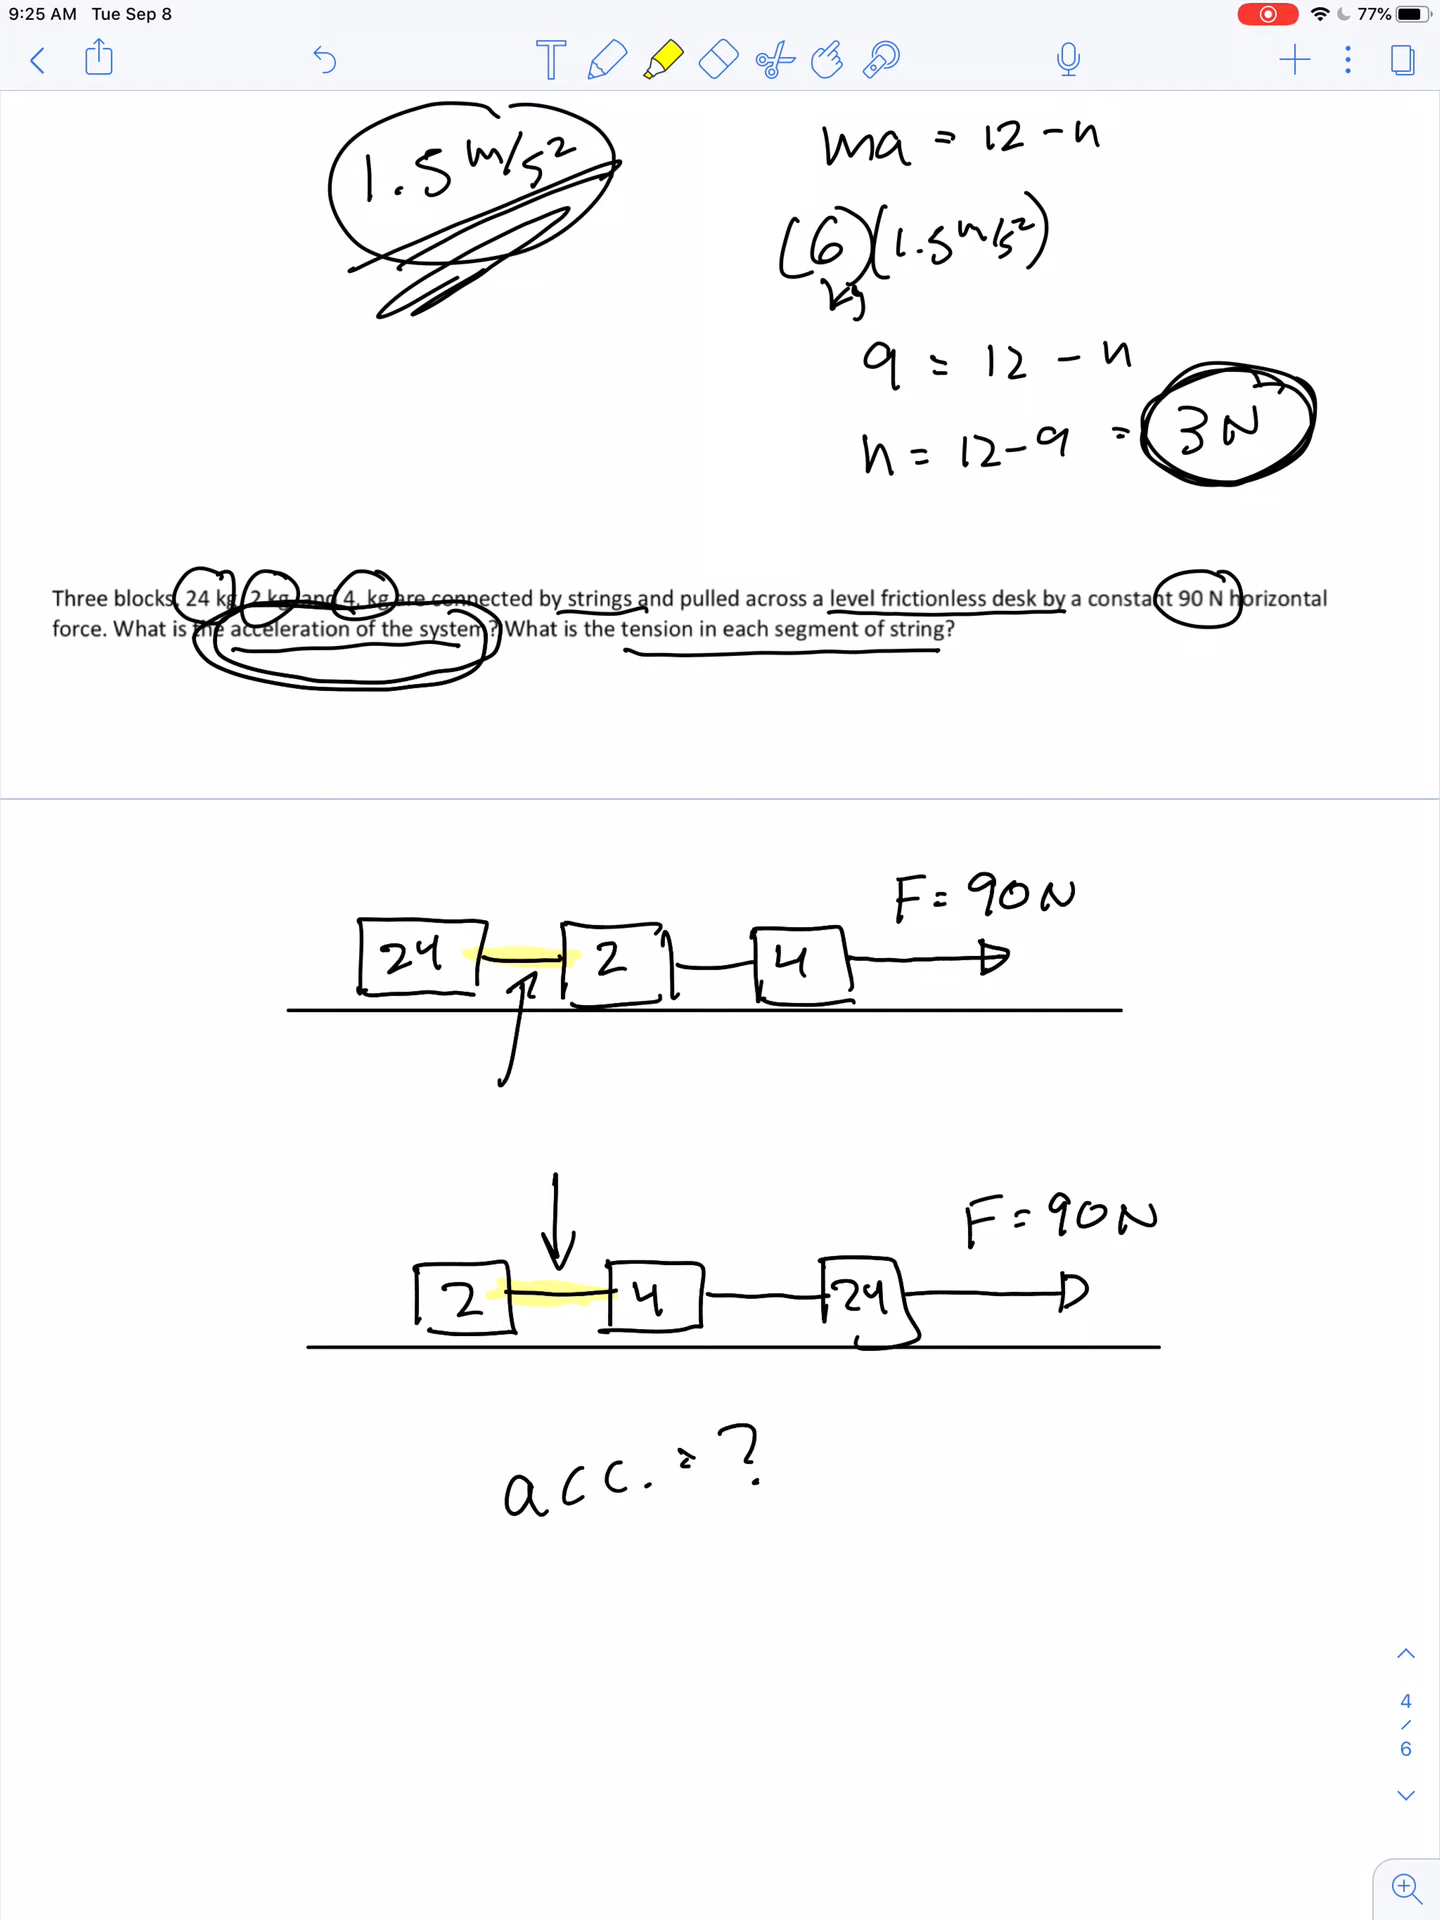 9:25 AM Tue Sep 8
77%
T
1.5 m/s²
ma = 12 - n
(6)(1.5 m/s²)
kg
9 = 12 - n
n = 12 - 9 = 3N
Three blocks, 24 kg, 2 kg, and 4, kg are connected by strings and pulled across a level frictionless desk by a constant 90 N horizontal
force. What is the acceleration of the system? What is the tension in each segment of string?
F = 90N
24 2 4
F = 90N
2 4 24
acc. = ?
4
/
6